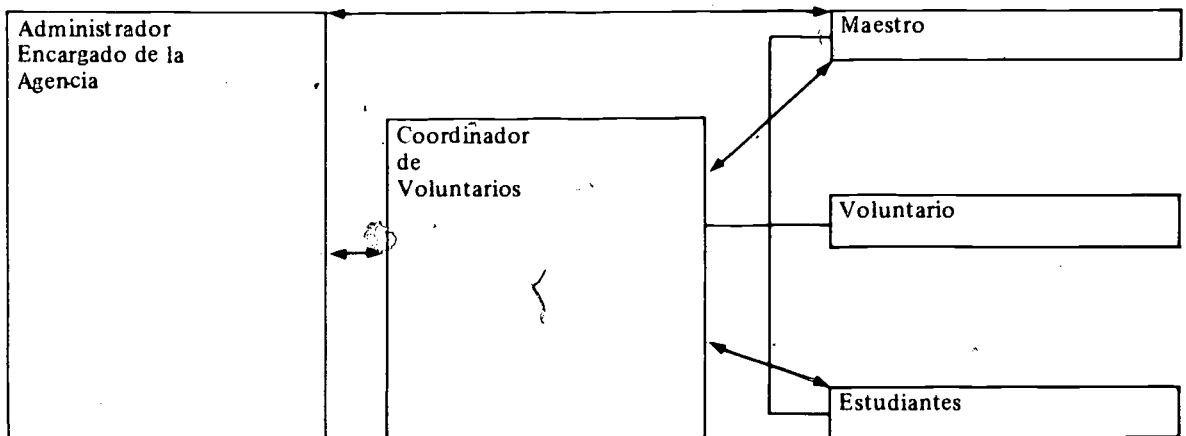 Administrador
Encargado de la
Agencia
Coordinador
de
Voluntarios
Maestro
Voluntario
Estudiantes